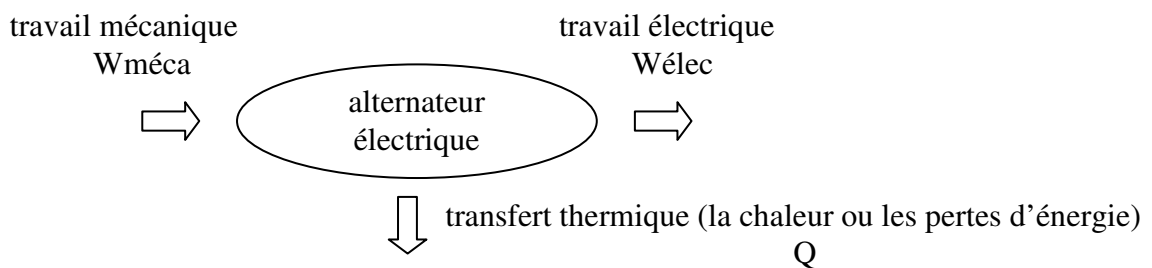 travail mécanique
Wméca
travail électrique
Wélec
alternateur
électrique
transfert thermique (la chaleur ou les pertes d’énergie)
Q